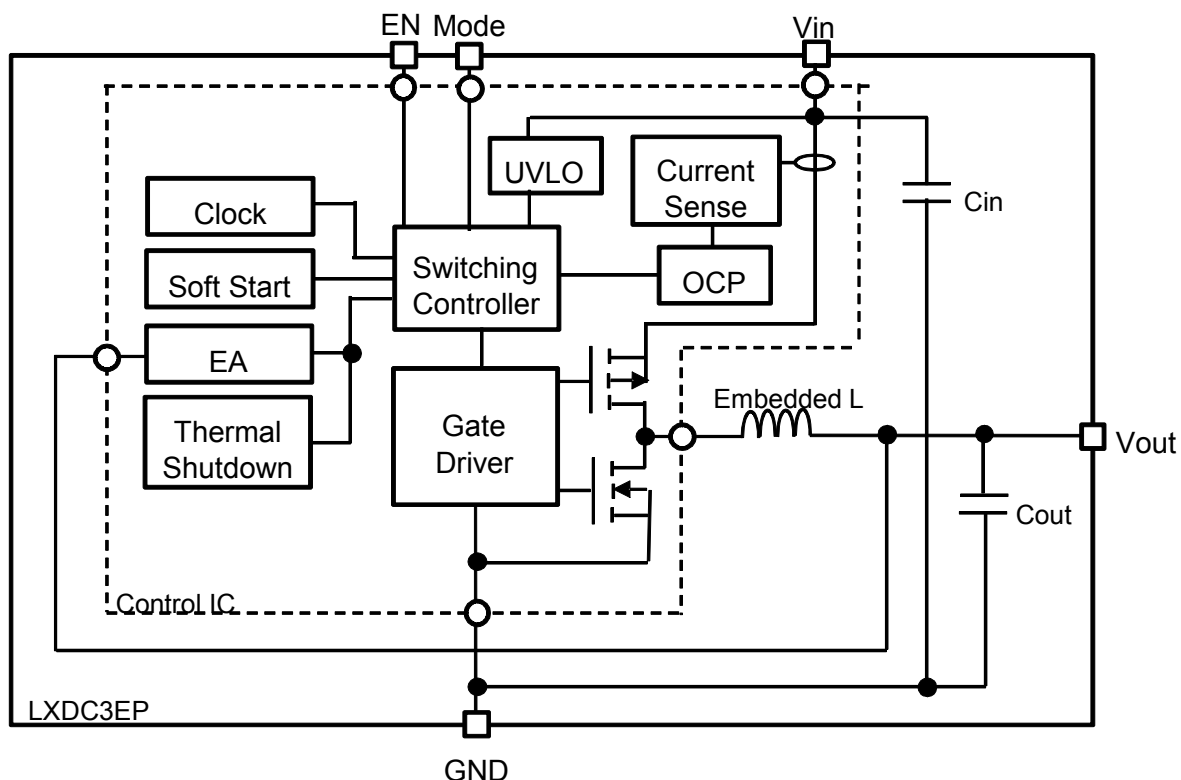 EN Mode Vin
UVLO
Current
Sense
Cin
Clock
Switching
Controller
Soft Start
OCP
EA
Embedded L
Thermal
Shutdown
Gate
Driver
Vout
Cout
Control IC
LXDC3EP
GND